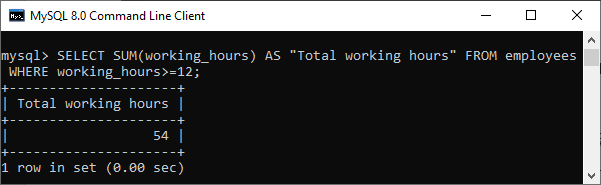 MySQL 8.0 Command Line Client
mysql> SELECT SUM(working_hours) AS "Total working hours" FROM employees
 WHERE working_hours>=12;
+---------------------+
| Total working hours |
+---------------------+
|                  54 |
+---------------------+
1 row in set (0.00 sec)